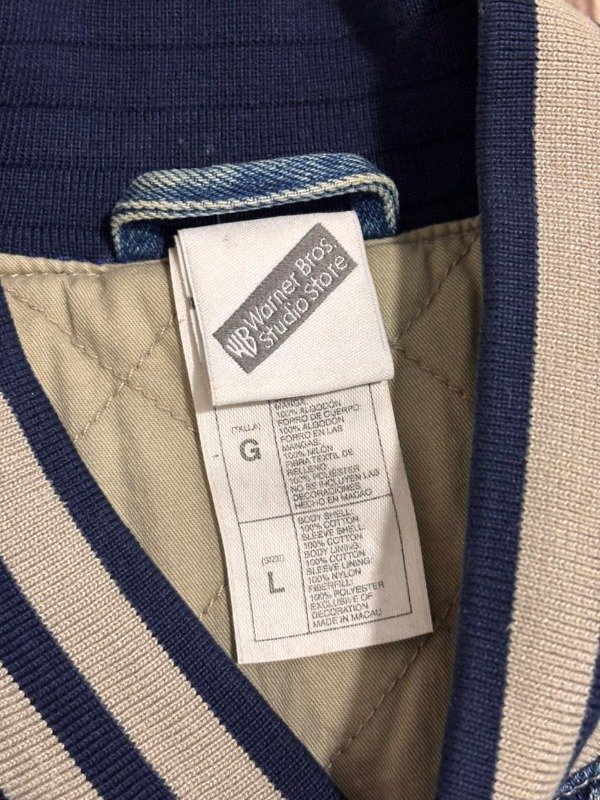 WB Warner Bros.
Studio Store
(TALLA)
G
MANGA:
100% ALGODÓN
FORRO DE CUERPO:
100% ALGODÓN
FORRO EN LAS
MANGAS:
100% NILON
FIBRA TEXTIL DE
RELLENO:
100% POLYESTER
NO SE INCLUYEN LAS
DECORACIONES
HECHO EN MACAO
(SIZE)
L
BODY SHELL:
100% COTTON
SLEEVE SHELL:
100% COTTON
BODY LINING:
100% COTTON
SLEEVE LINING:
100% NYLON
FIBERFILL:
100% POLYESTER
EXCLUSIVE OF
DECORATION
MADE IN MACAU